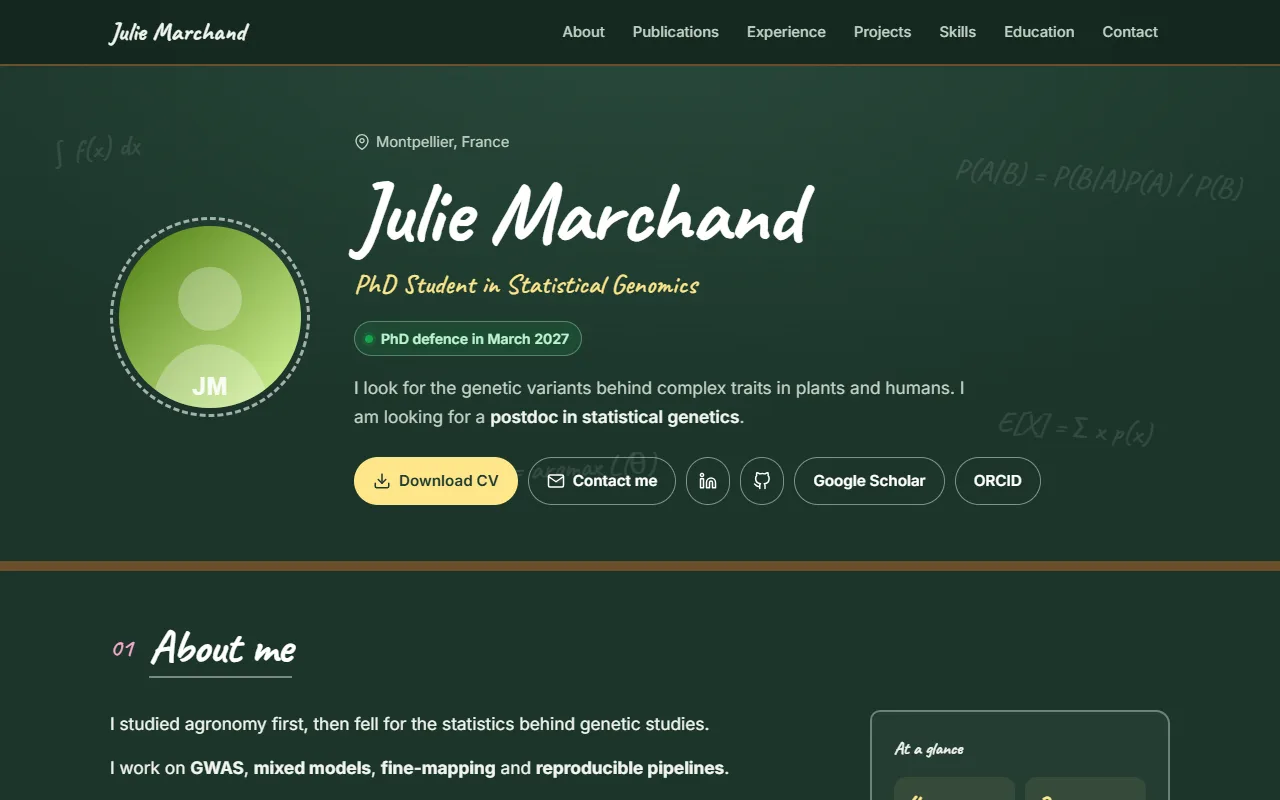 Julie Marchand
About Publications Experience Projects Skills Education Contact
∫ f(x) dx
Montpellier, France
P(A|B) = P(B|A)P(A) / P(B)
Julie Marchand
PhD Student in Statistical Genomics
PhD defence in March 2027
JM
I look for the genetic variants behind complex traits in plants and humans. I
am looking for a postdoc in statistical genetics.
E[X] = Σ x p(x)
= argmax L(θ)
Download CV Contact me Google Scholar ORCID
01 About me
I studied agronomy first, then fell for the statistics behind genetic studies.
I work on GWAS, mixed models, fine-mapping and reproducible pipelines.
At a glance